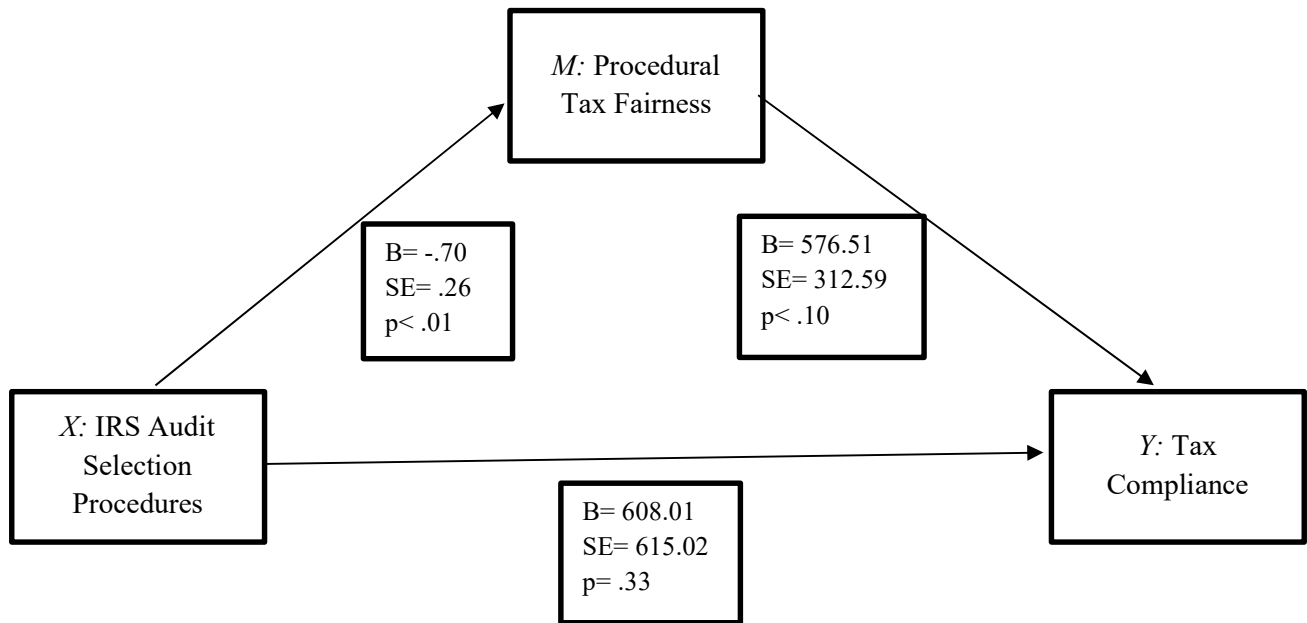 M: Procedural
Tax Fairness
B= -.70
SE= .26
p< .01
B= 576.51
SE= 312.59
p< .10
X: IRS Audit
Selection
Procedures
Y: Tax
Compliance
B= 608.01
SE= 615.02
p= .33